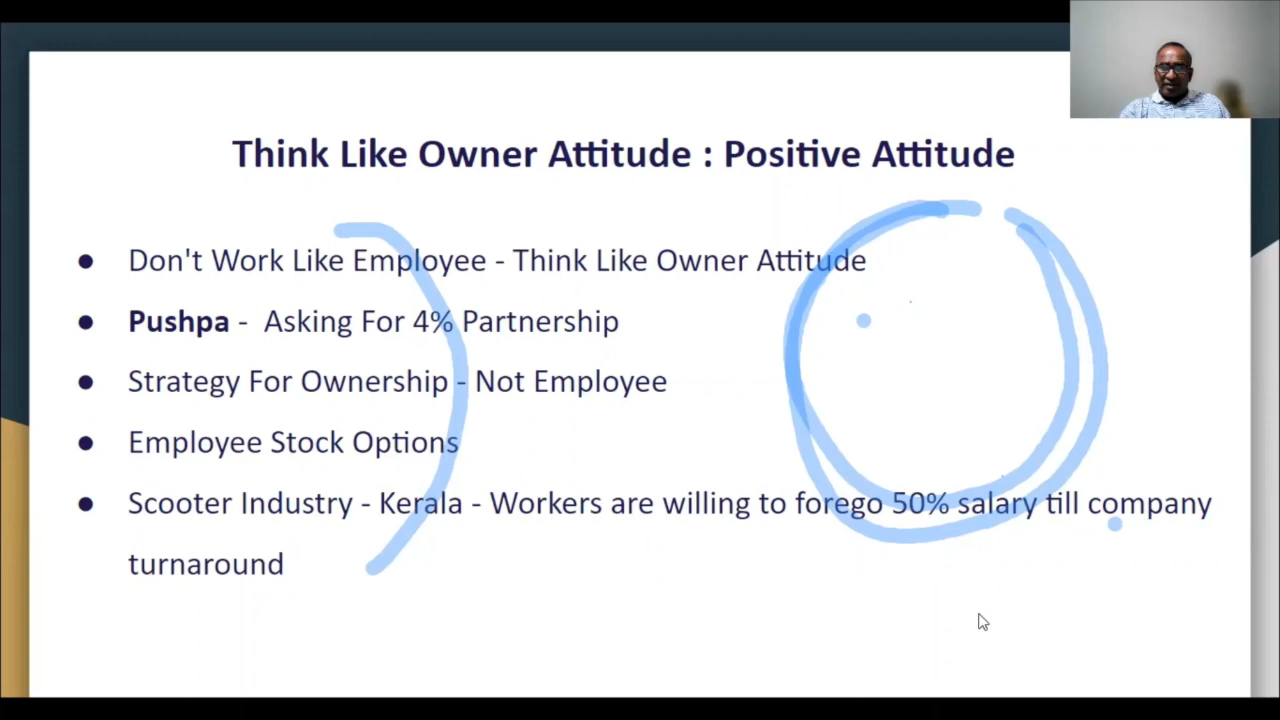 Think Like Owner Attitude : Positive Attitude
● Don't Work Like Employee - Think Like Owner Attitude
● Pushpa -  Asking For 4% Partnership
● Strategy For Ownership - Not Employee
● Employee Stock Options
● Scooter Industry - Kerala - Workers are willing to forego 50% salary till company
turnaround